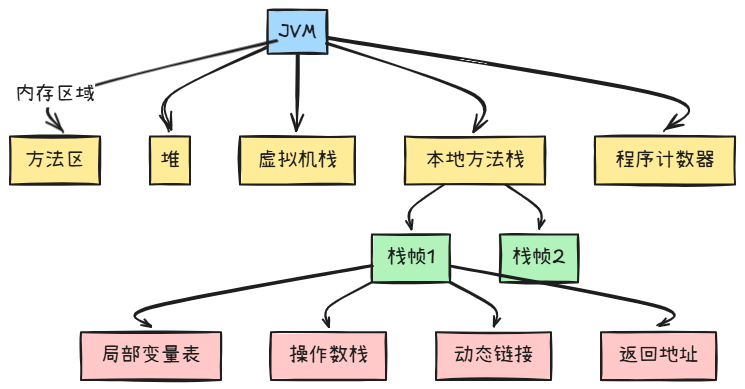 JVM
内存区域
方法区
堆
虚拟机栈
本地方法栈
程序计数器
栈帧1
栈帧2
局部变量表
操作数栈
动态链接
返回地址